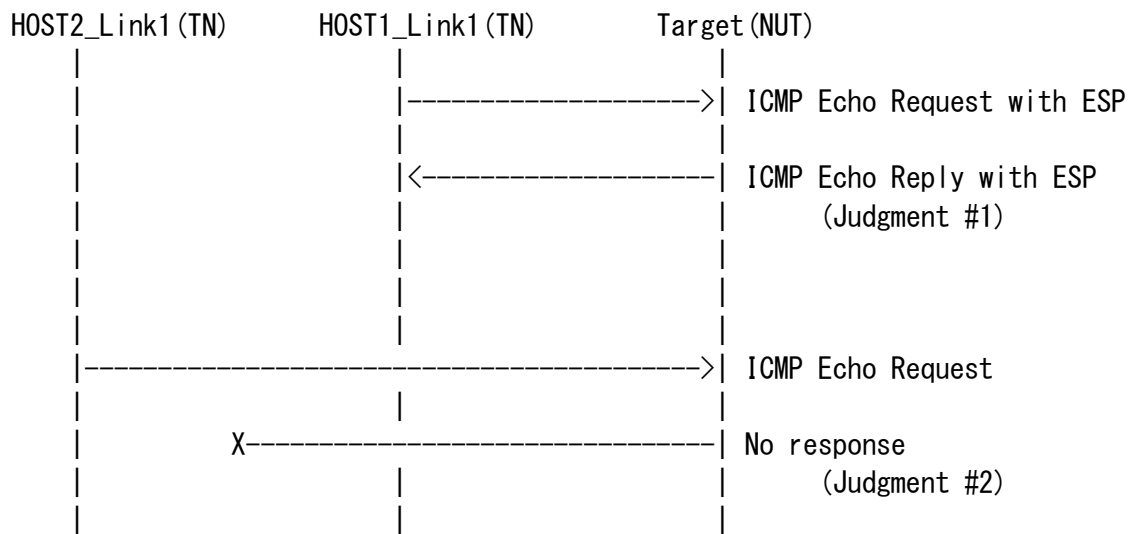 HOST2_Link1(TN) HOST1_Link1(TN) Target(NUT)
ICMP Echo Request with ESP
ICMP Echo Reply with ESP
(Judgment #1)
ICMP Echo Request
X No response
(Judgment #2)